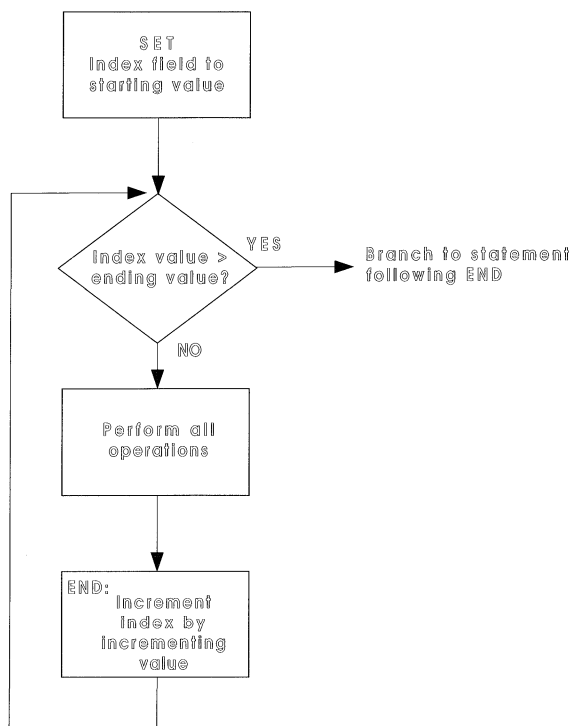 SET
Index field to
starting value
Index value >
ending value?
YES
Branch to statement
following END
NO
Perform all
operations
END:
Increment
index by
incrementing
value